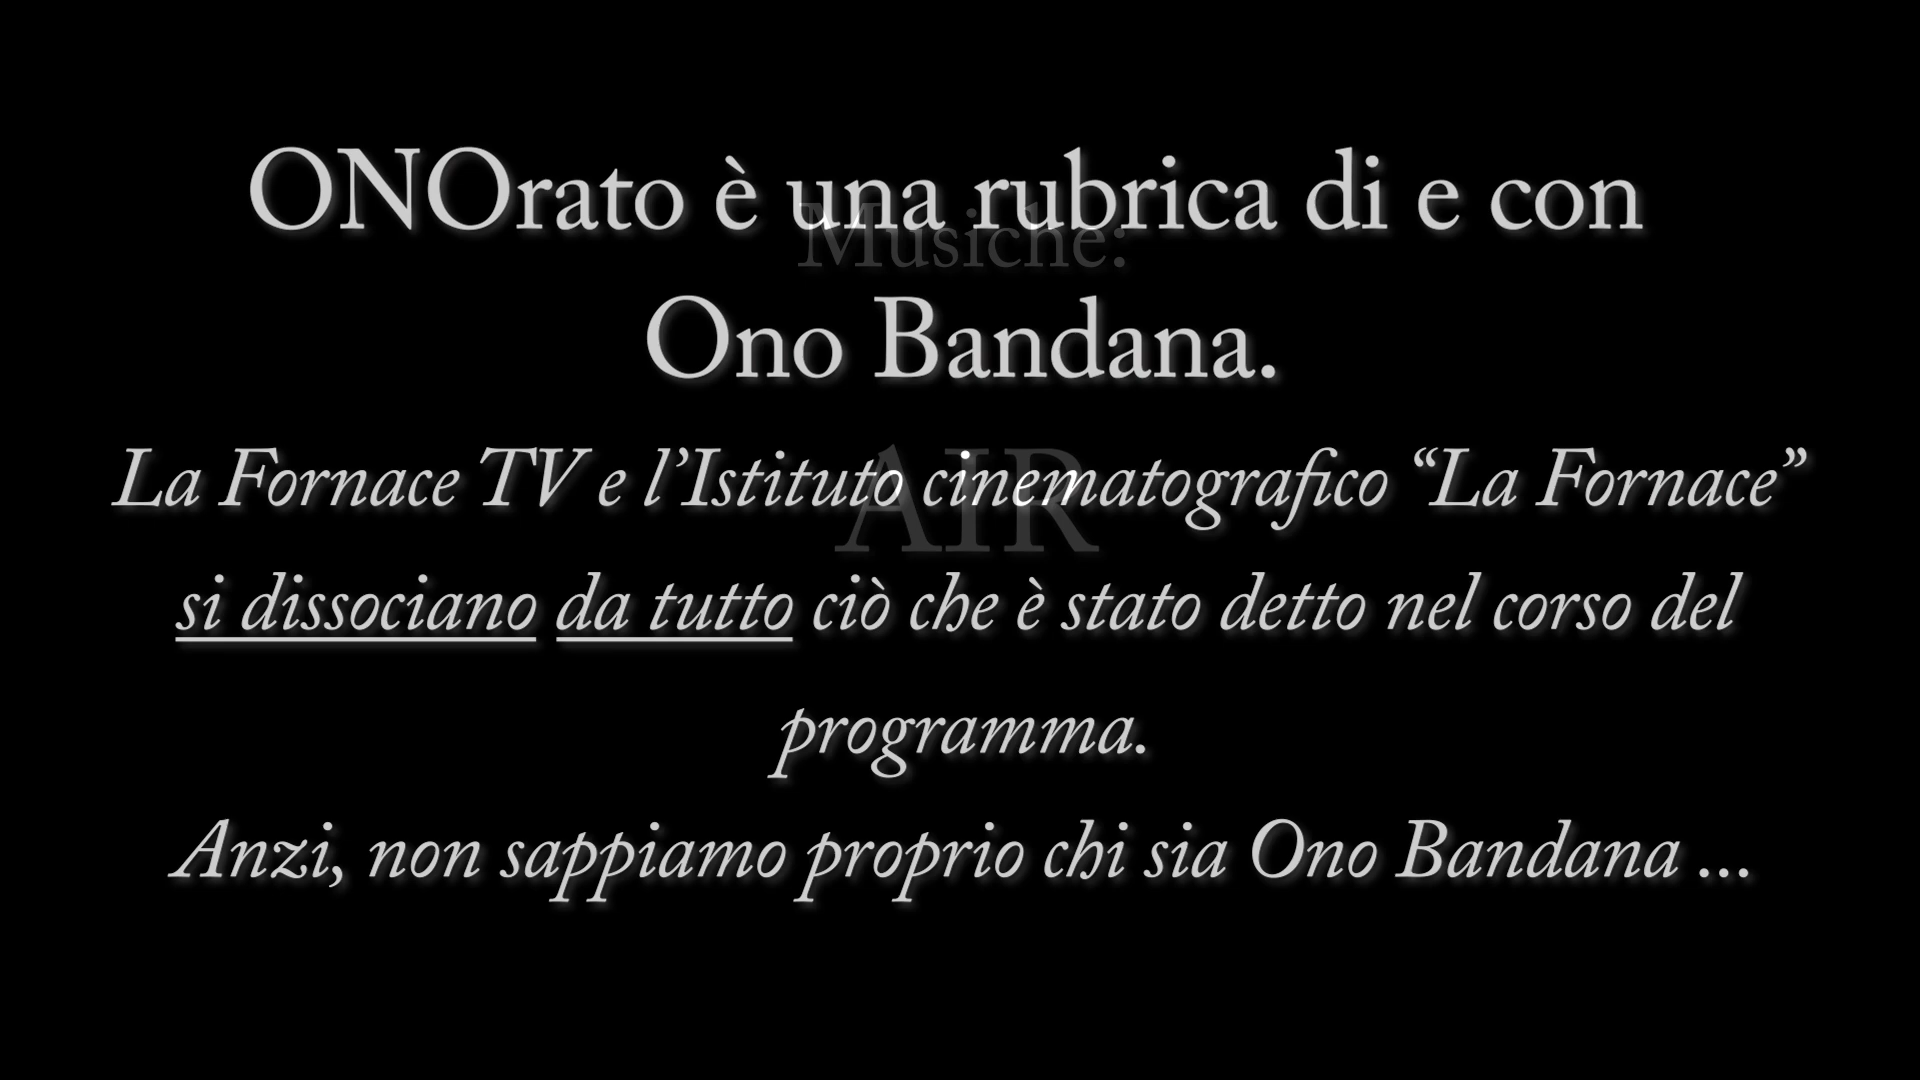 ONOrato è una rubrica di e con
Musiche:
Ono Bandana.
La Fornace TV e l’Istituto cinematografico “La Fornace”
AIR
si dissociano da tutto ciò che è stato detto nel corso del
programma.
Anzi, non sappiamo proprio chi sia Ono Bandana ...